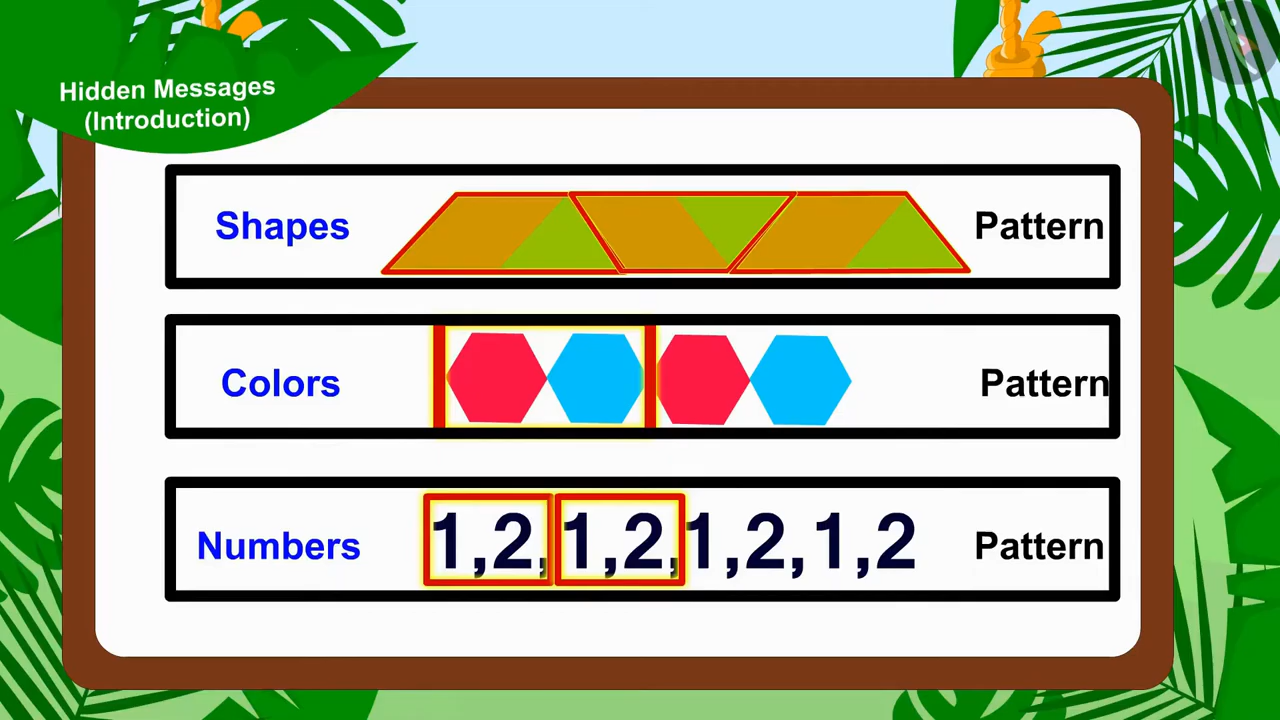 Hidden Messages
(Introduction)
Shapes Pattern
Colors Pattern
Numbers 1,2, 1,2,1,2,1,2 Pattern